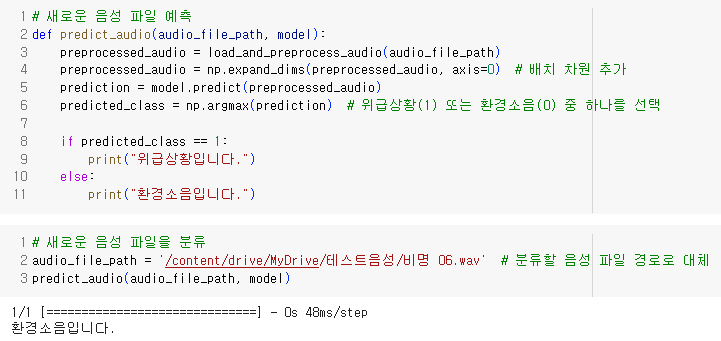 1 # 새로운 음성 파일 예측
2 def predict_audio(audio_file_path, model):
3     preprocessed_audio = load_and_preprocess_audio(audio_file_path)
4     preprocessed_audio = np.expand_dims(preprocessed_audio, axis=0)  # 배치 차원 추가
5     prediction = model.predict(preprocessed_audio)
6     predicted_class = np.argmax(prediction)  # 위급상황(1) 또는 환경소음(0) 중 하나를 선택
7
8     if predicted_class == 1:
9         print("위급상황입니다.")
10     else:
11         print("환경소음입니다.")
1 # 새로운 음성 파일을 분류
2 audio_file_path = '/content/drive/MyDrive/테스트음성/비명 06.wav'  # 분류할 음성 파일 경로로 대체
3 predict_audio(audio_file_path, model)
1/1 [==============================] - 0s 48ms/step
환경소음입니다.